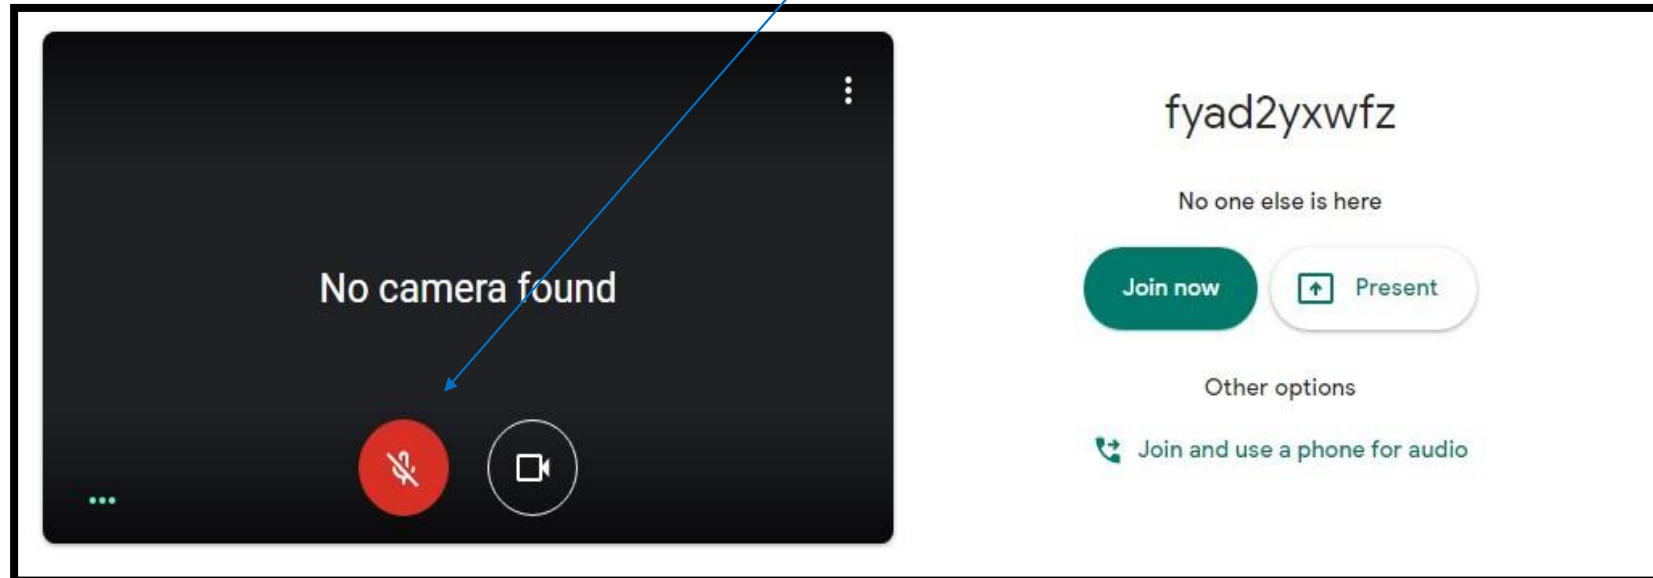 No camera found
fyad2yxwfz
No one else is here
Join now
Present
Other options
Join and use a phone for audio